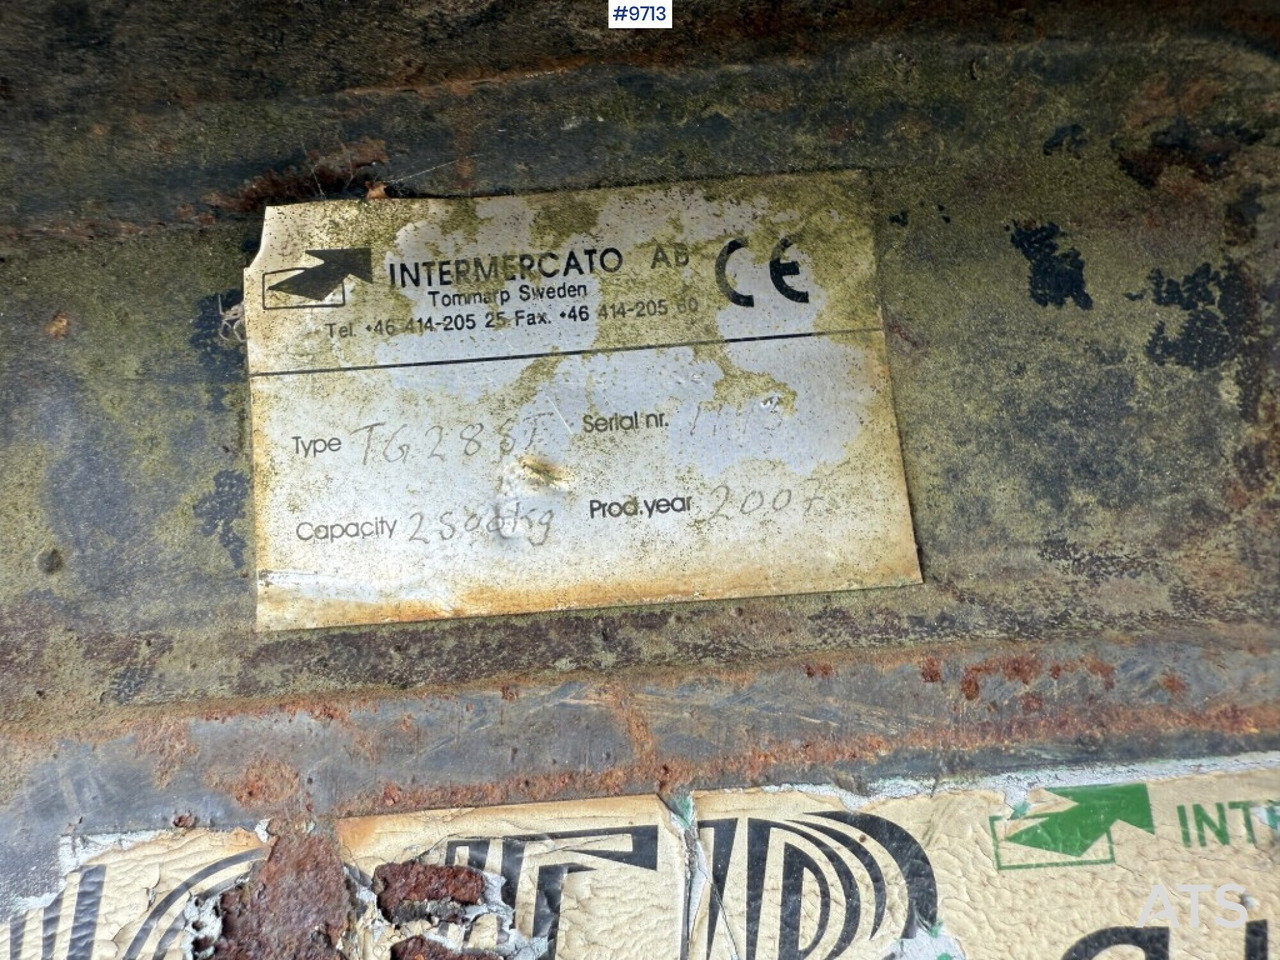 #9713
INTERMERCATO AB CE
Tommarp Sweden
Tel. +46 414-205 25 Fax. +46 414-205 60
Type TG28ST Serial nr.
Capacity 2500kg Prod.year 2007
INT
ATS